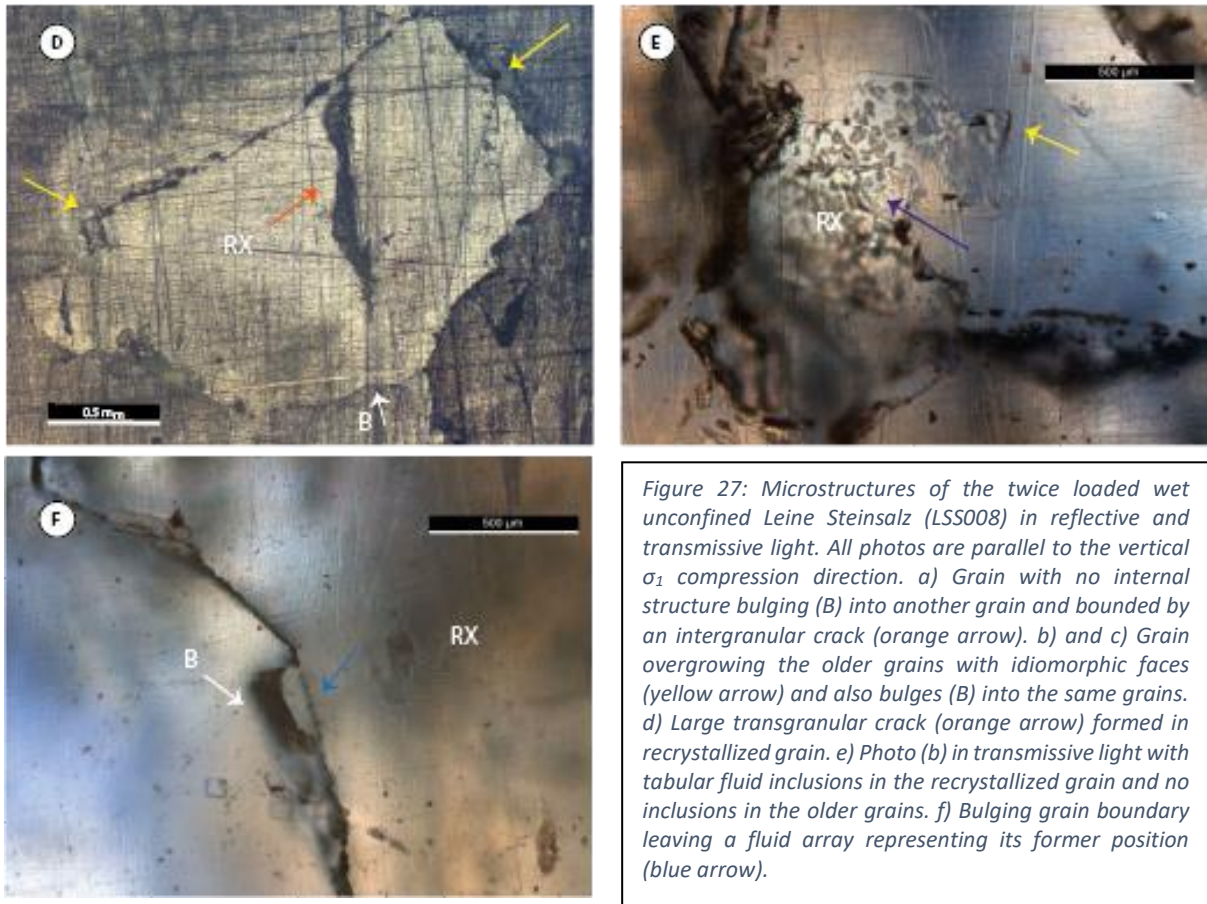 D
RX
0.5 mm
B
E
500 µm
RX
F
500 µm
B
RX
Figure 27: Microstructures of the twice loaded wet
unconfined Leine Steinsalz (LSS008) in reflective and
transmissive light. All photos are parallel to the vertical
σ1 compression direction. a) Grain with no internal
structure bulging (B) into another grain and bounded by
an intergranular crack (orange arrow). b) and c) Grain
overgrowing the older grains with idiomorphic faces
(yellow arrow) and also bulges (B) into the same grains.
d) Large transgranular crack (orange arrow) formed in
recrystallized grain. e) Photo (b) in transmissive light with
tabular fluid inclusions in the recrystallized grain and no
inclusions in the older grains. f) Bulging grain boundary
leaving a fluid array representing its former position
(blue arrow).